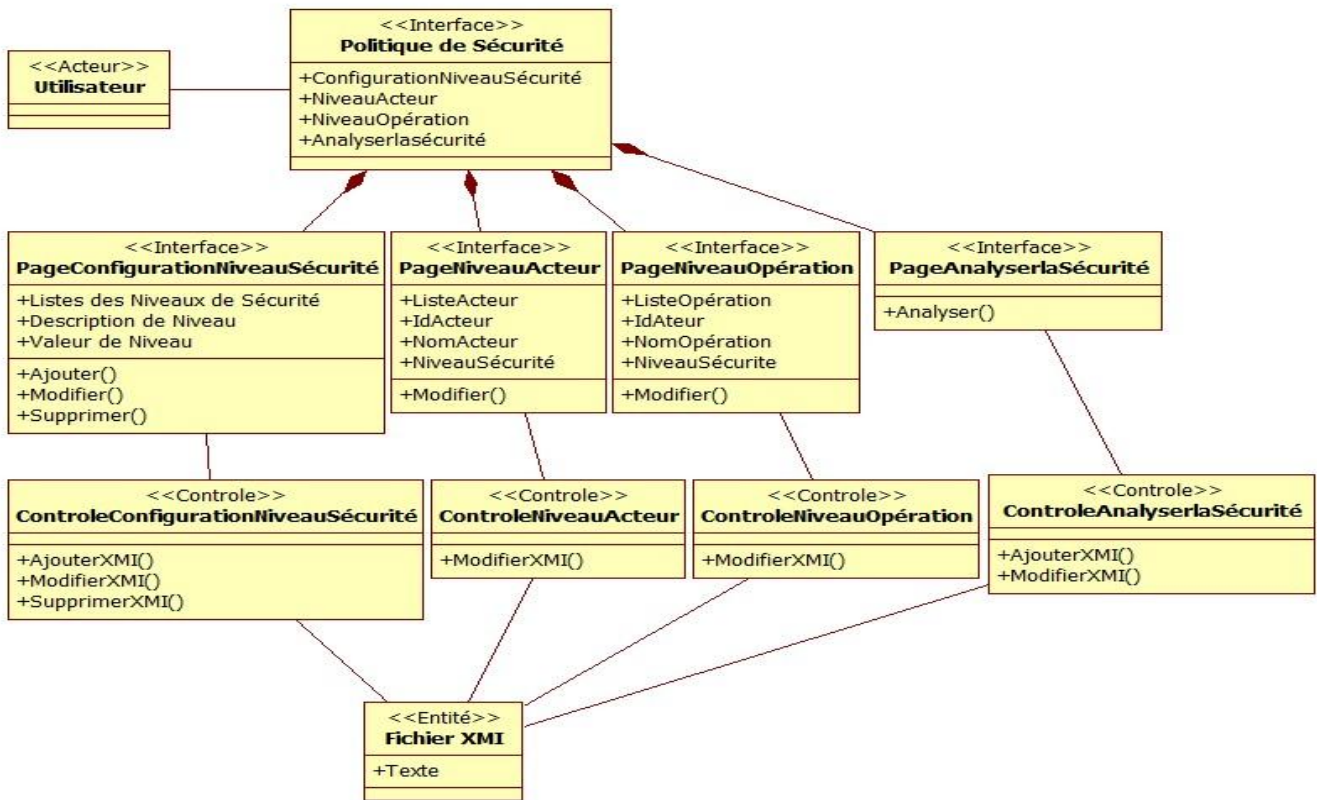 <<Acteur>>
Utilisateur
<<Interface>>
Politique de Sécurité
+ConfigurationNiveauSécurité
+NiveauActeur
+NiveauOpération
+Analyserlasécurité
<<Interface>>
PageConfigurationNiveauSécurité
+Listes des Niveaux de Sécurité
+Description de Niveau
+Valeur de Niveau
+Ajouter()
+Modifier()
+Supprimer()
<<Interface>>
PageNiveauActeur
+ListeActeur
+IdActeur
+NomActeur
+NiveauSécurité
+Modifier()
<<Interface>>
PageNiveauOpération
+ListeOpération
+IdAteur
+NomOpération
+NiveauSécurite
+Modifier()
<<Interface>>
PageAnalyserlaSécurité
+Analyser()
<<Controle>>
ControleConfigurationNiveauSécurité
+AjouterXMI()
+ModifierXMI()
+SupprimerXMI()
<<Controle>>
ControleNiveauActeur
+ModifierXMI()
<<Controle>>
ControleNiveauOpération
+ModifierXMI()
<<Controle>>
ControleAnalyserlaSécurité
+AjouterXMI()
+ModifierXMI()
<<Entité>>
Fichier XMI
+Texte